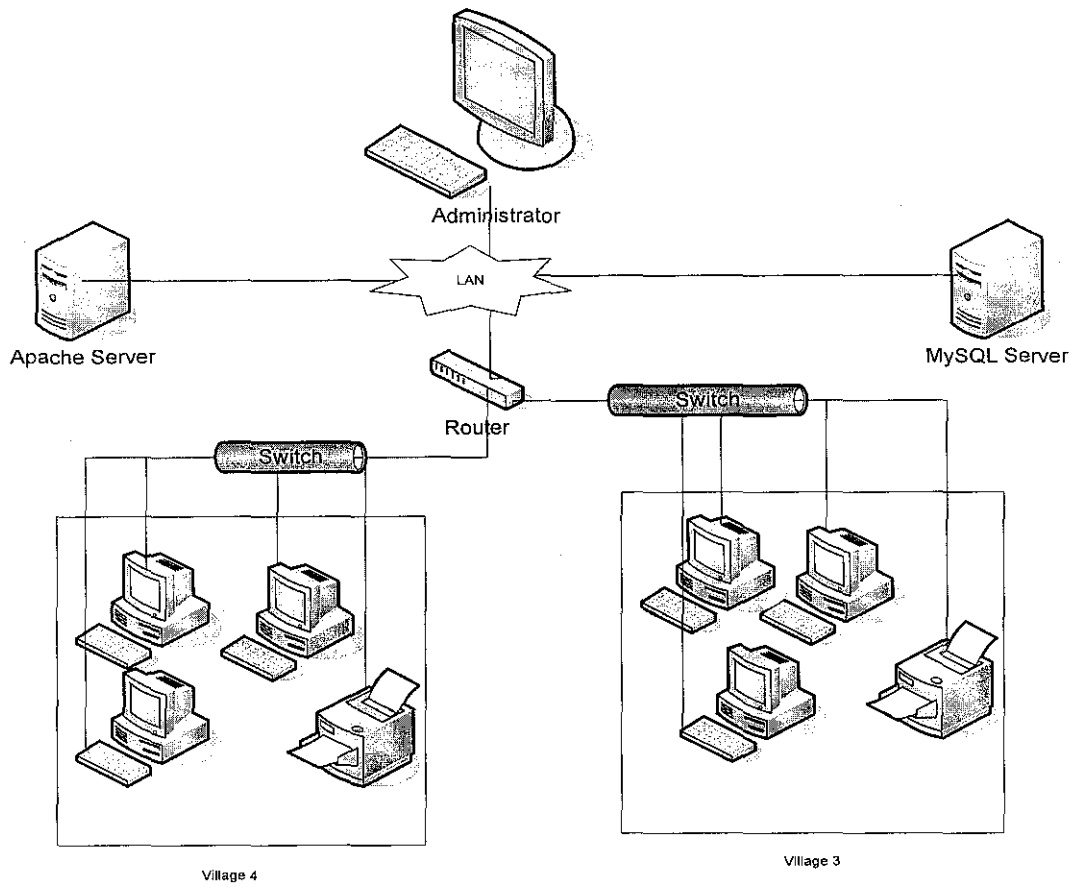 Administrator
LAN
Apache Server
MySQL Server
Switch
Router
Switch
Village 3
Village 4